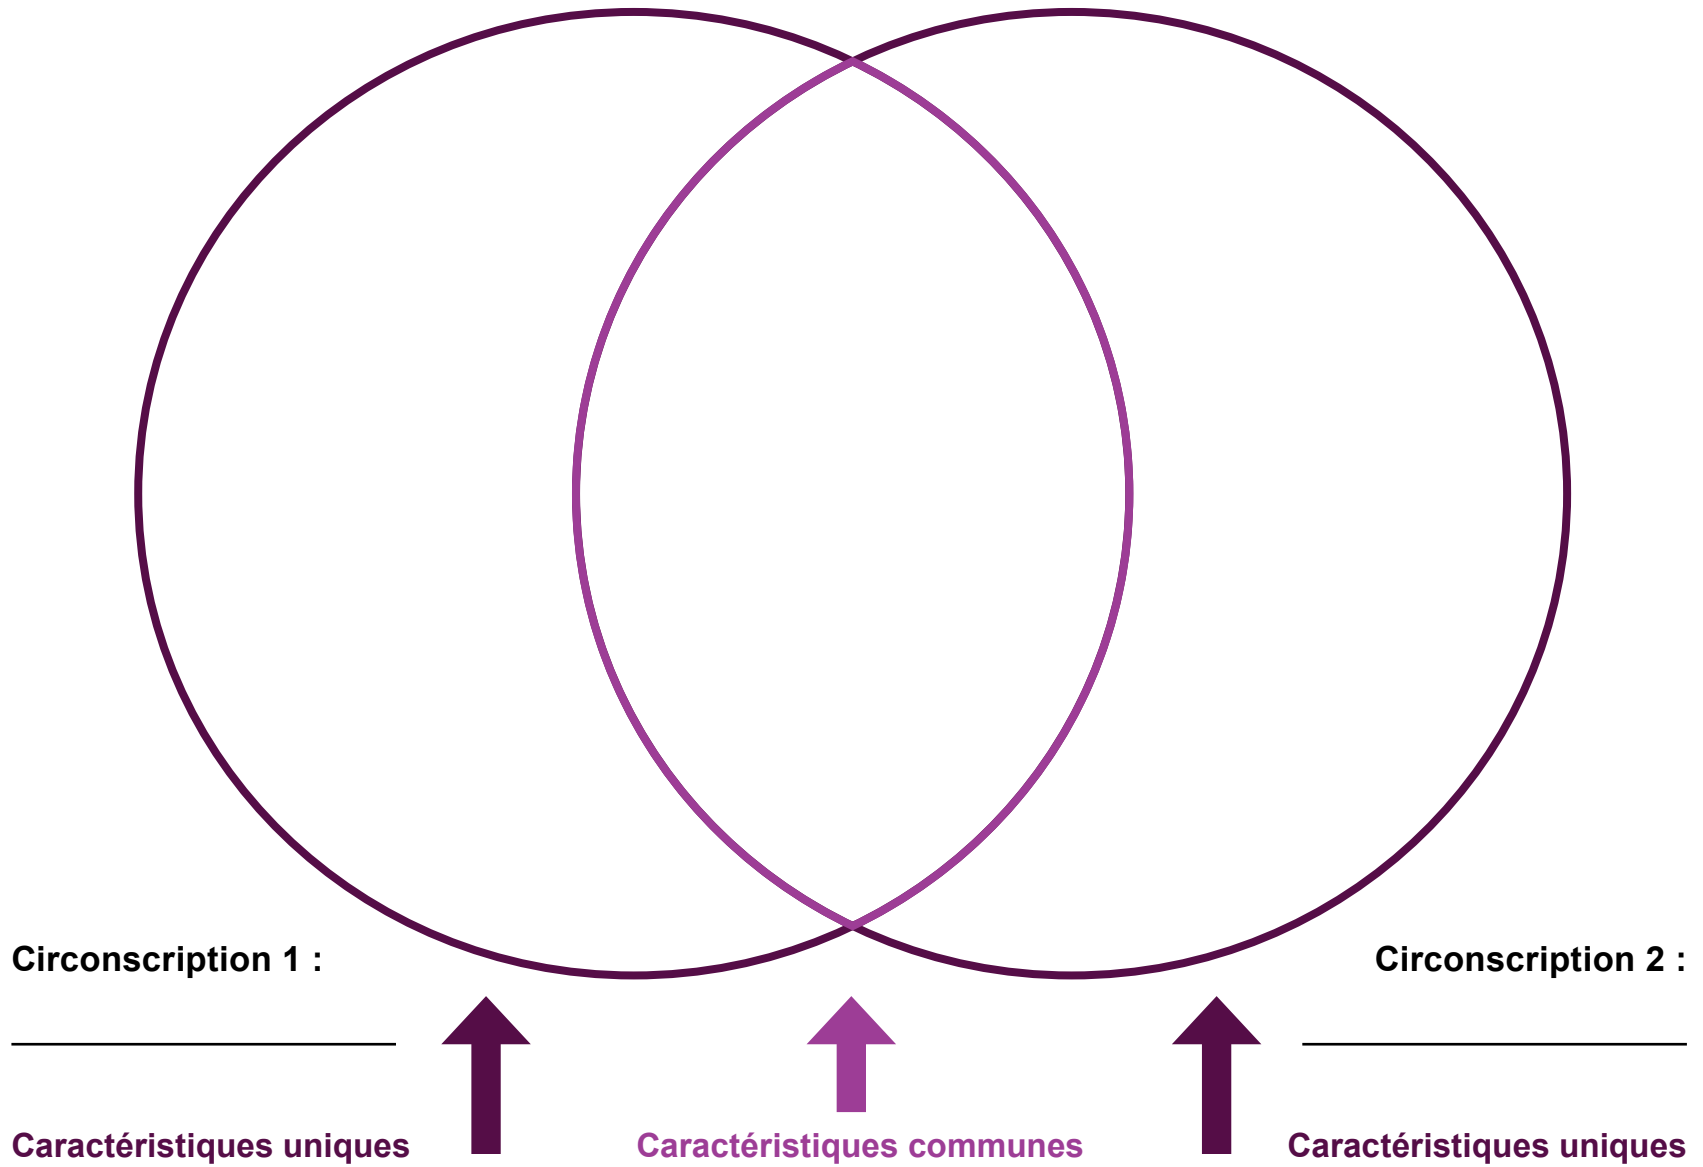 Circonscription 1 :
Circonscription 2 :
Caractéristiques uniques
Caractéristiques communes
Caractéristiques uniques